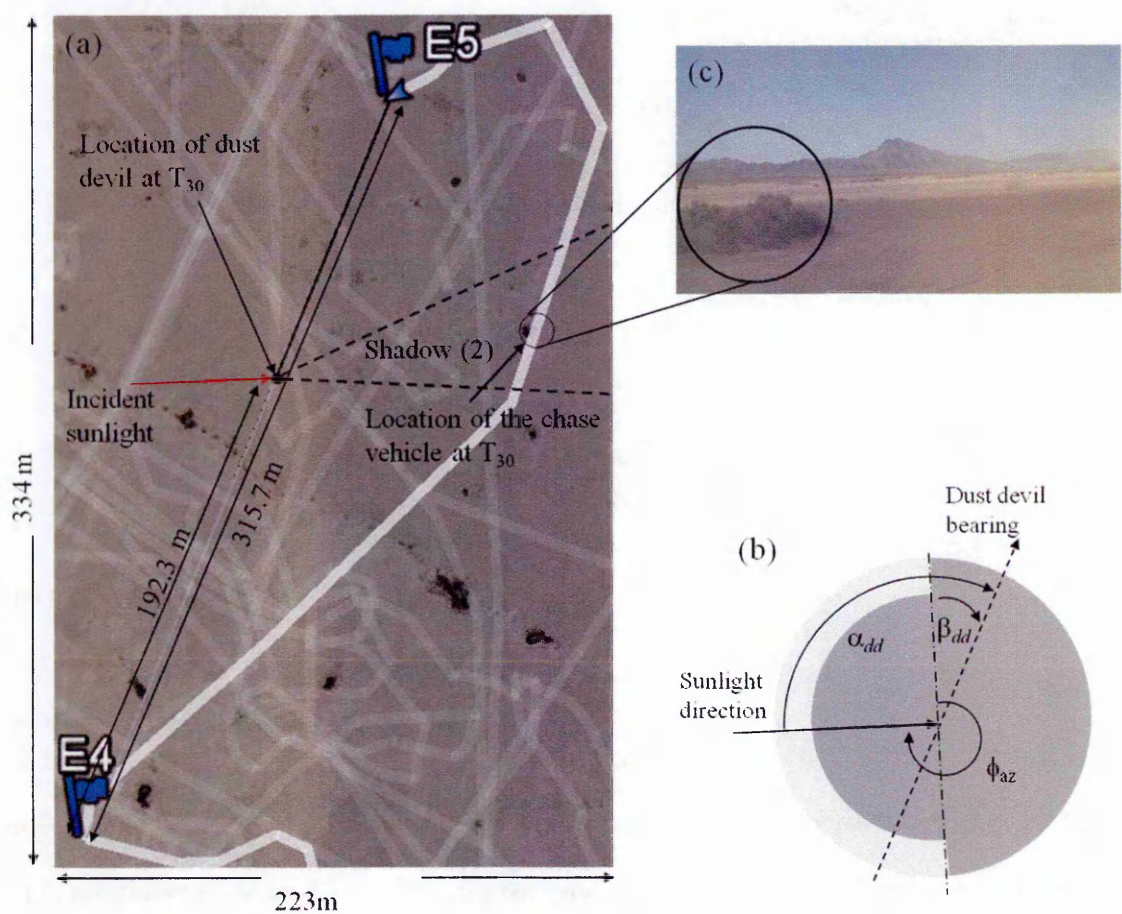 (a)
E5
Location of dust
devil at T30
Incident
sunlight
Shadow (2)
Location of the chase
vehicle at T30
192.3 m
315.7 m
E4
334 m
223m
(c)
(b)
Dust devil
bearing
αdd
βdd
Sunlight
direction
ϕaz